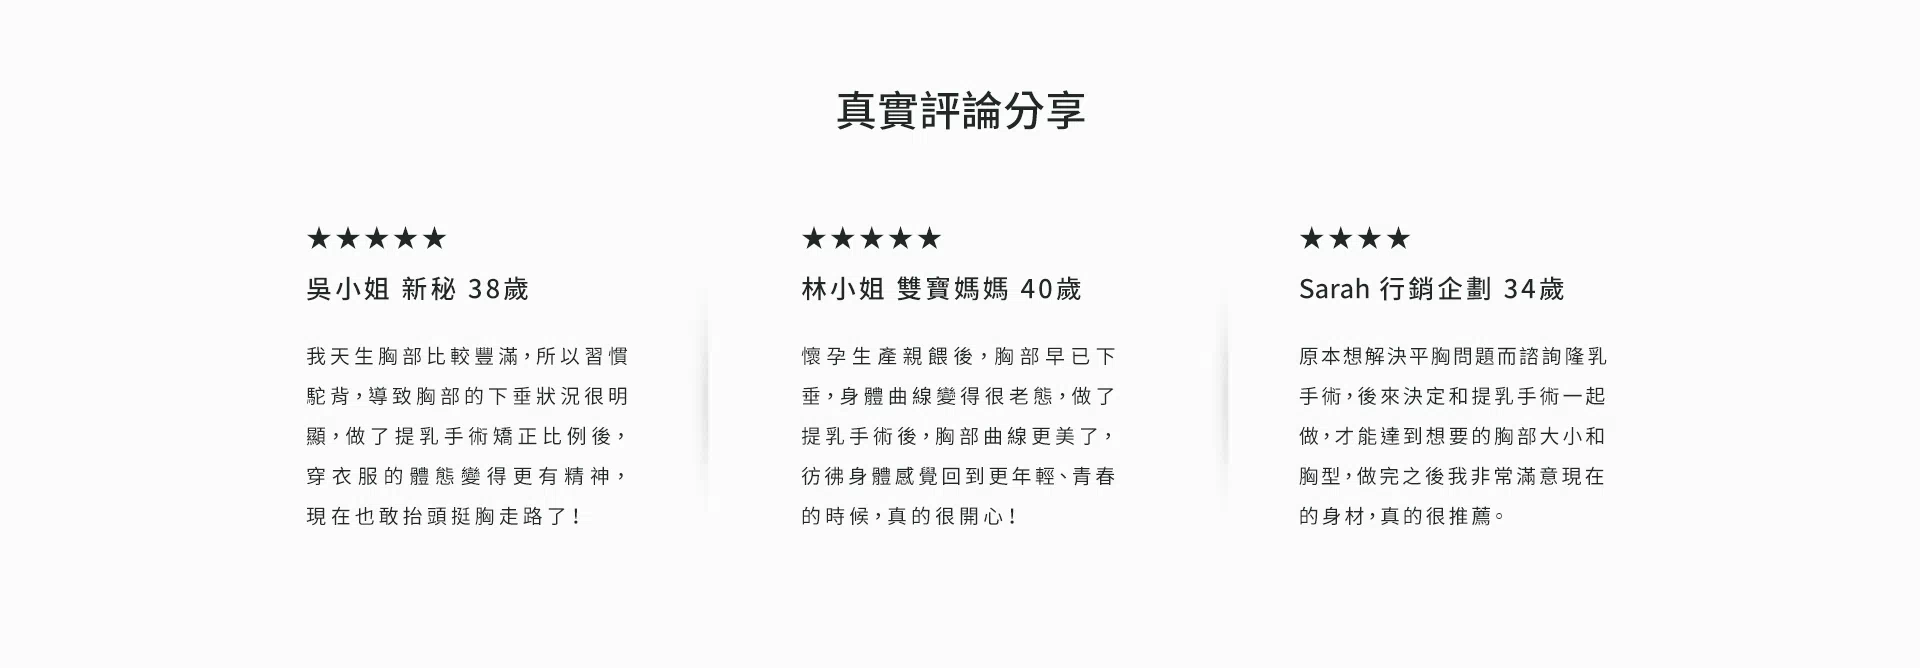 真實評論分享
★★★★★
吳小姐 新秘 38歲
我天生胸部比較豐滿，所以習慣
駝背，導致胸部的下垂狀況很明
顯，做了提乳手術矯正比例後，
穿衣服的體態變得更有精神，
現在也敢抬頭挺胸走路了！
★★★★★
林小姐 雙寶媽媽 40歲
懷孕生產親餵後，胸部早已下
垂，身體曲線變得很老態，做了
提乳手術後，胸部曲線更美了，
彷彿身體感覺回到更年輕、青春
的時候，真的很開心！
★★★★
Sarah 行銷企劃 34歲
原本想解決平胸問題而諮詢隆乳
手術，後來決定和提乳手術一起
做，才能達到想要的胸部大小和
胸型，做完之後我非常滿意現在
的身材，真的很推薦。